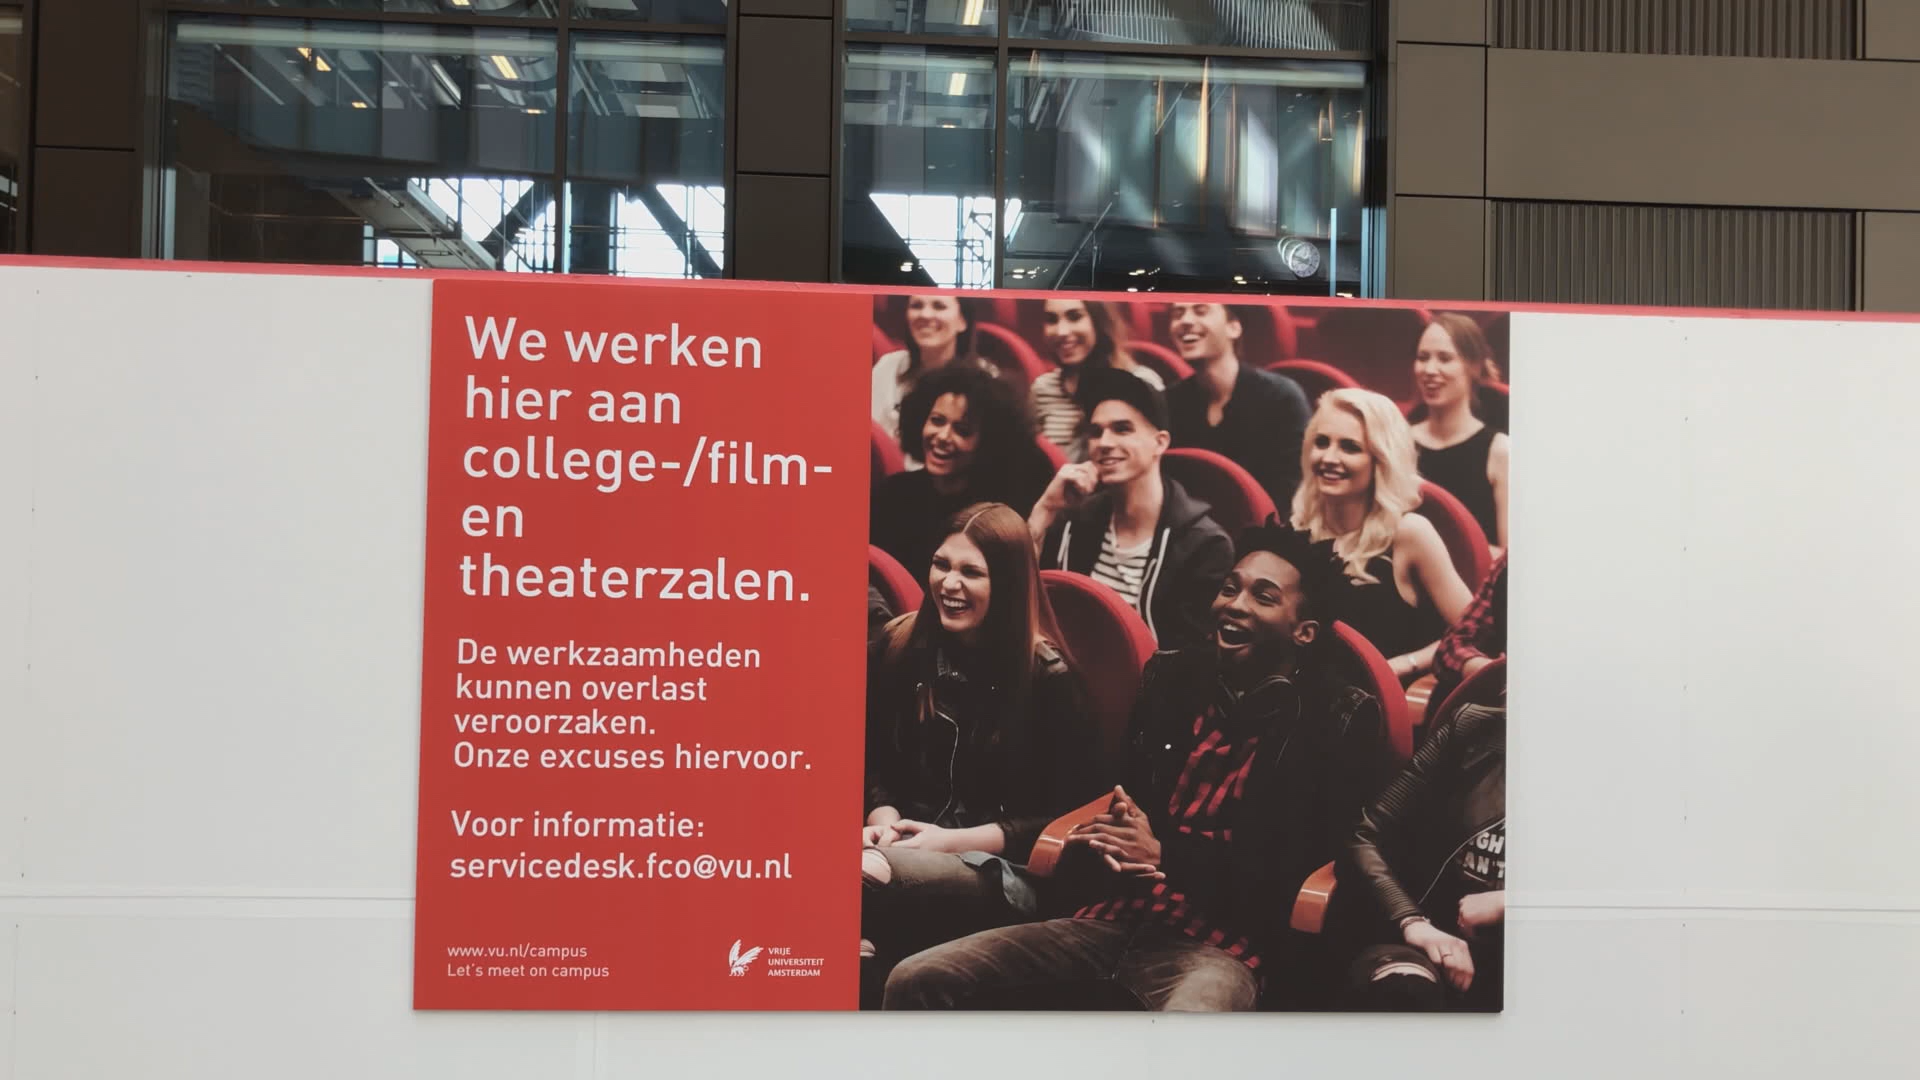 We werken
hier aan
college-/film-
en
theaterzalen.
De werkzaamheden
kunnen overlast
veroorzaken.
Onze excuses hiervoor.
Voor informatie:
servicedesk.fco@vu.nl
www.vu.nl/campus
Let's meet on campus
VRIJE
UNIVERSITEIT
AMSTERDAM